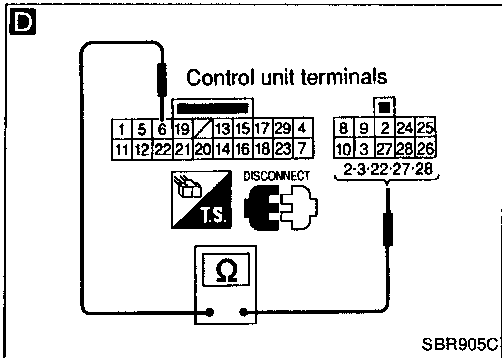 D
Control unit terminals
1 5 6 19 13 15 17 29 4
11 12 22 21 20 14 16 18 23 7
8 9 2 24 25
10 3 27 28 26
2·3·22·27·28
T.S.
DISCONNECT
Ω
SBR905C